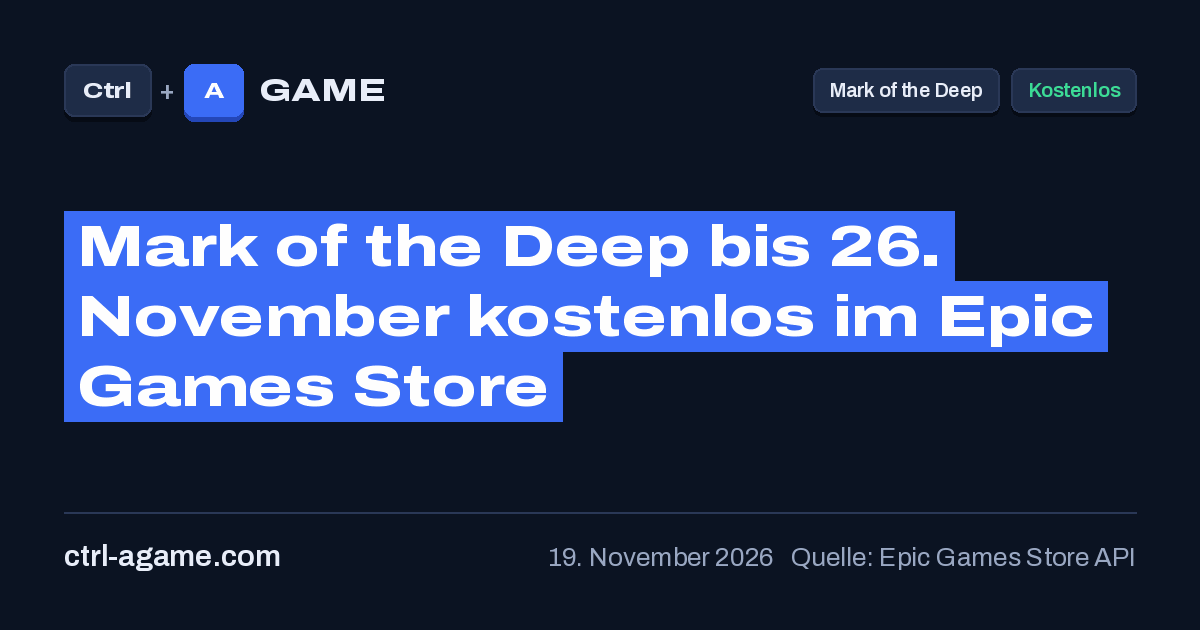 Ctrl + A GAME
Mark of the Deep
Kostenlos
Mark of the Deep bis 26.
November kostenlos im Epic
Games Store
ctrl-agame.com
19. November 2026 Quelle: Epic Games Store API